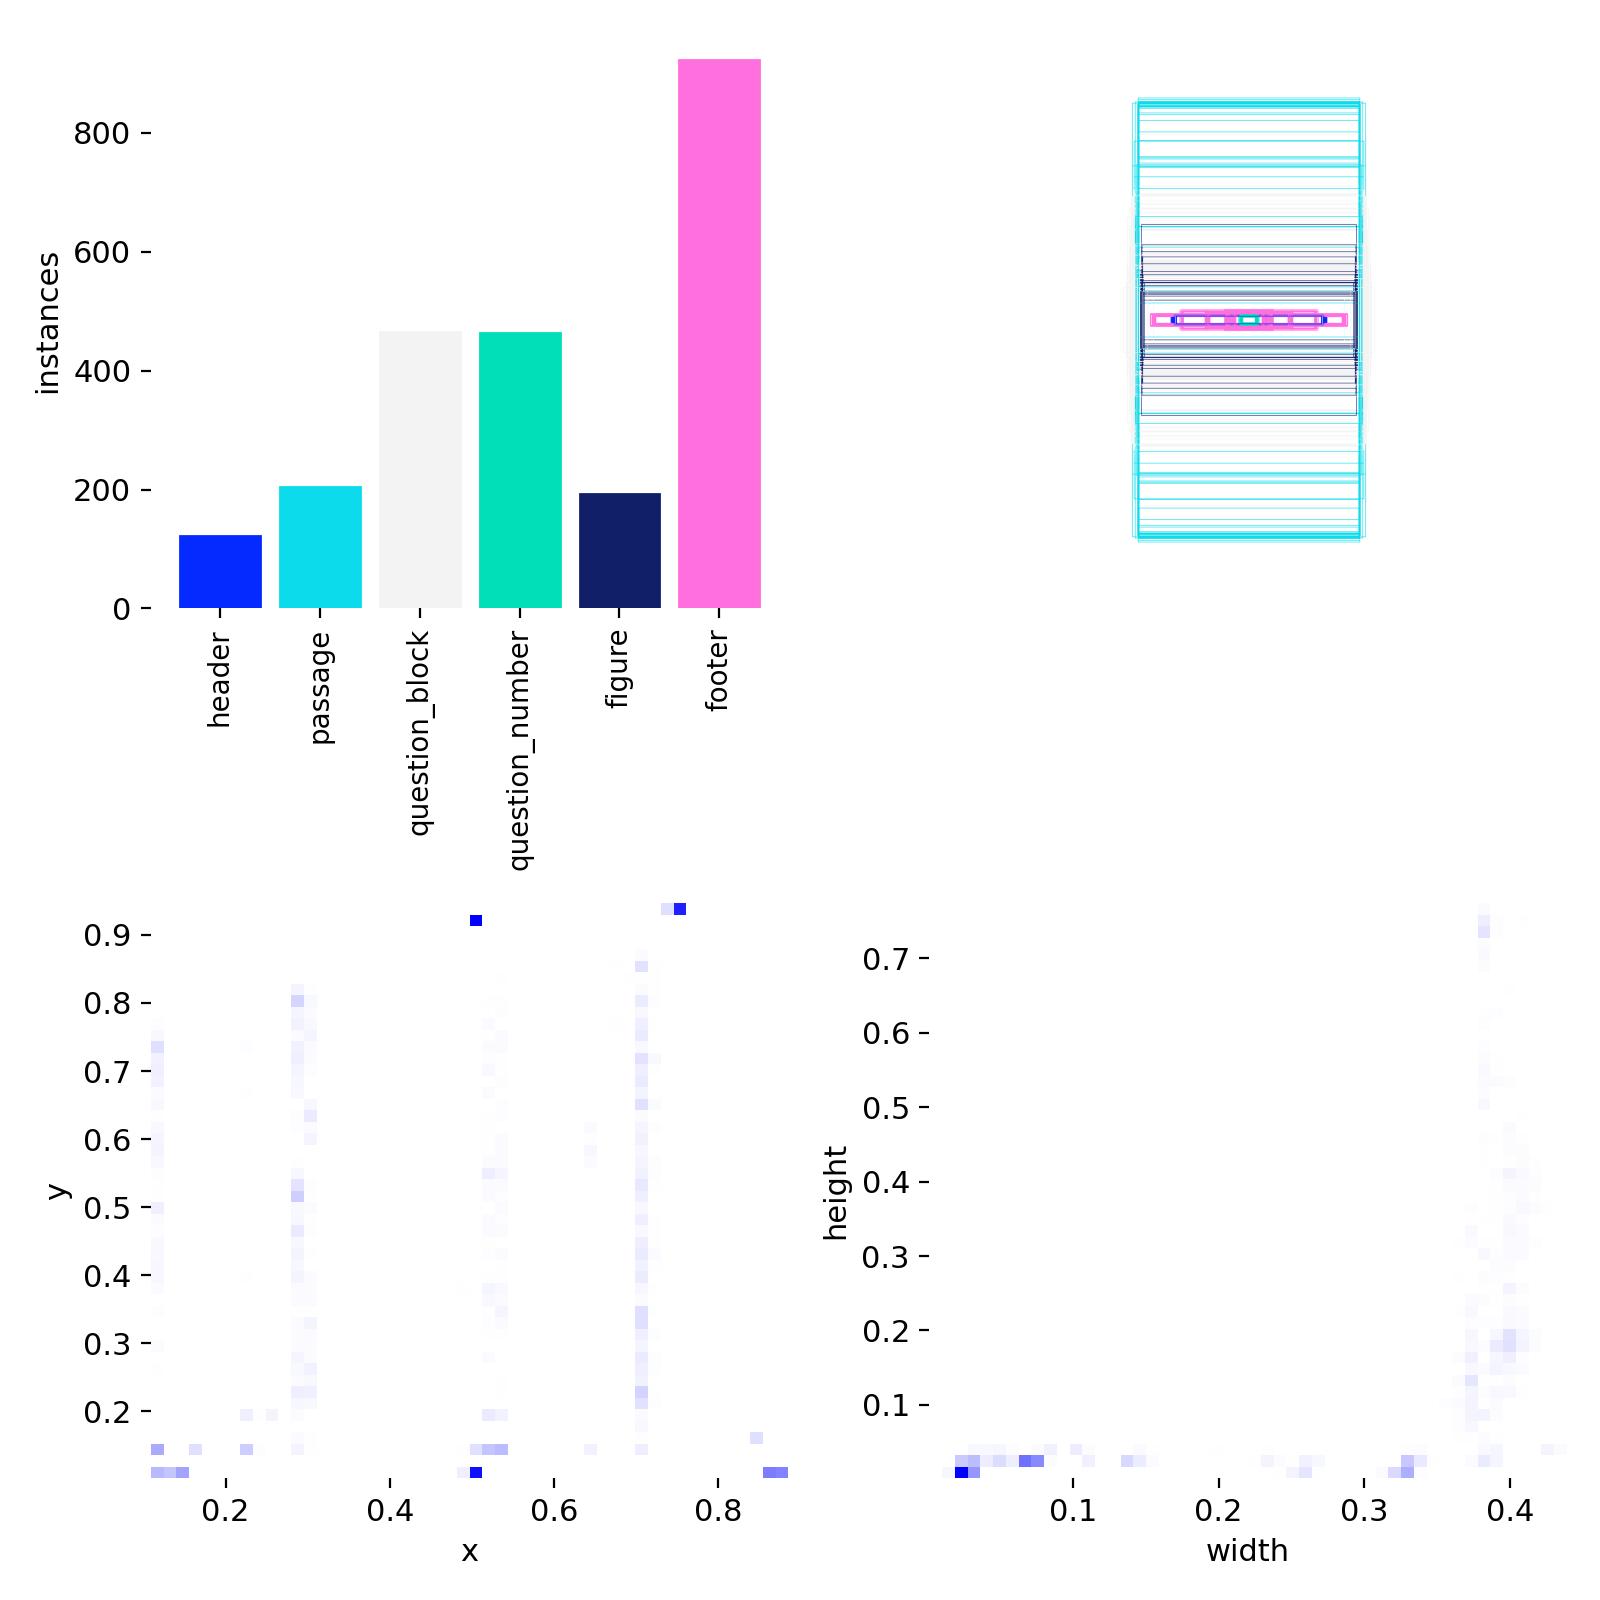 instances
800
600
400
200
0
header
passage
question_block
question_number
figure
footer
y
0.9
0.8
0.7
0.6
0.5
0.4
0.3
0.2
0.2 0.4 0.6 0.8
x
height
0.7
0.6
0.5
0.4
0.3
0.2
0.1
0.1 0.2 0.3 0.4
width